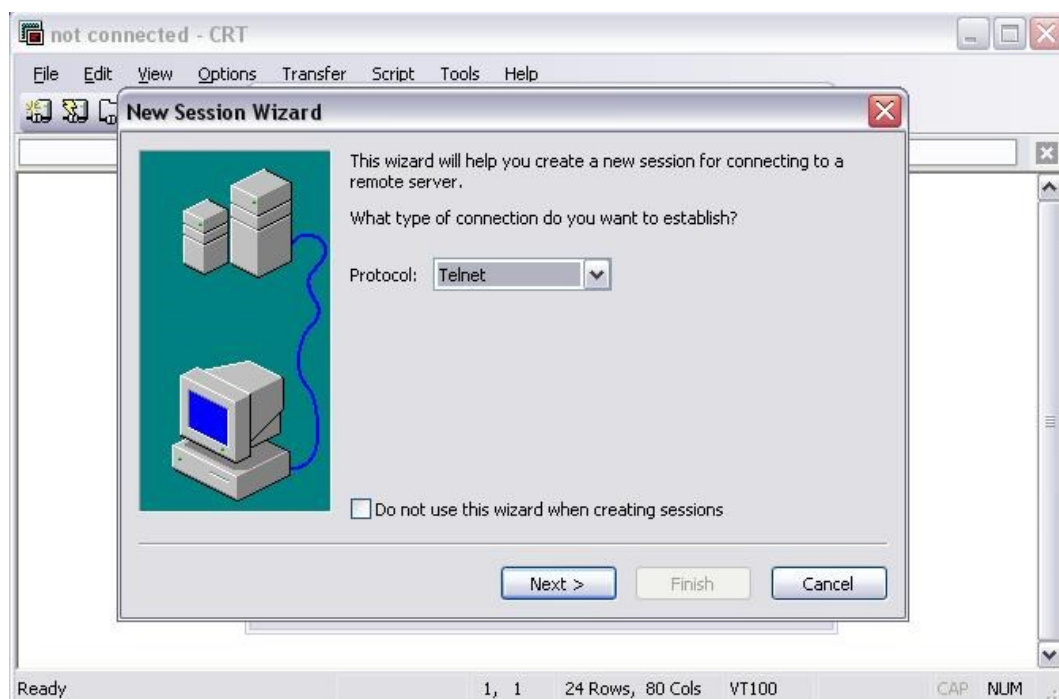 not connected - CRT
File Edit View Options Transfer Script Tools Help
New Session Wizard
This wizard will help you create a new session for connecting to a
remote server.
What type of connection do you want to establish?
Protocol: Telnet
Do not use this wizard when creating sessions
Next > Finish Cancel
Ready 1, 1 24 Rows, 80 Cols VT100 CAP NUM